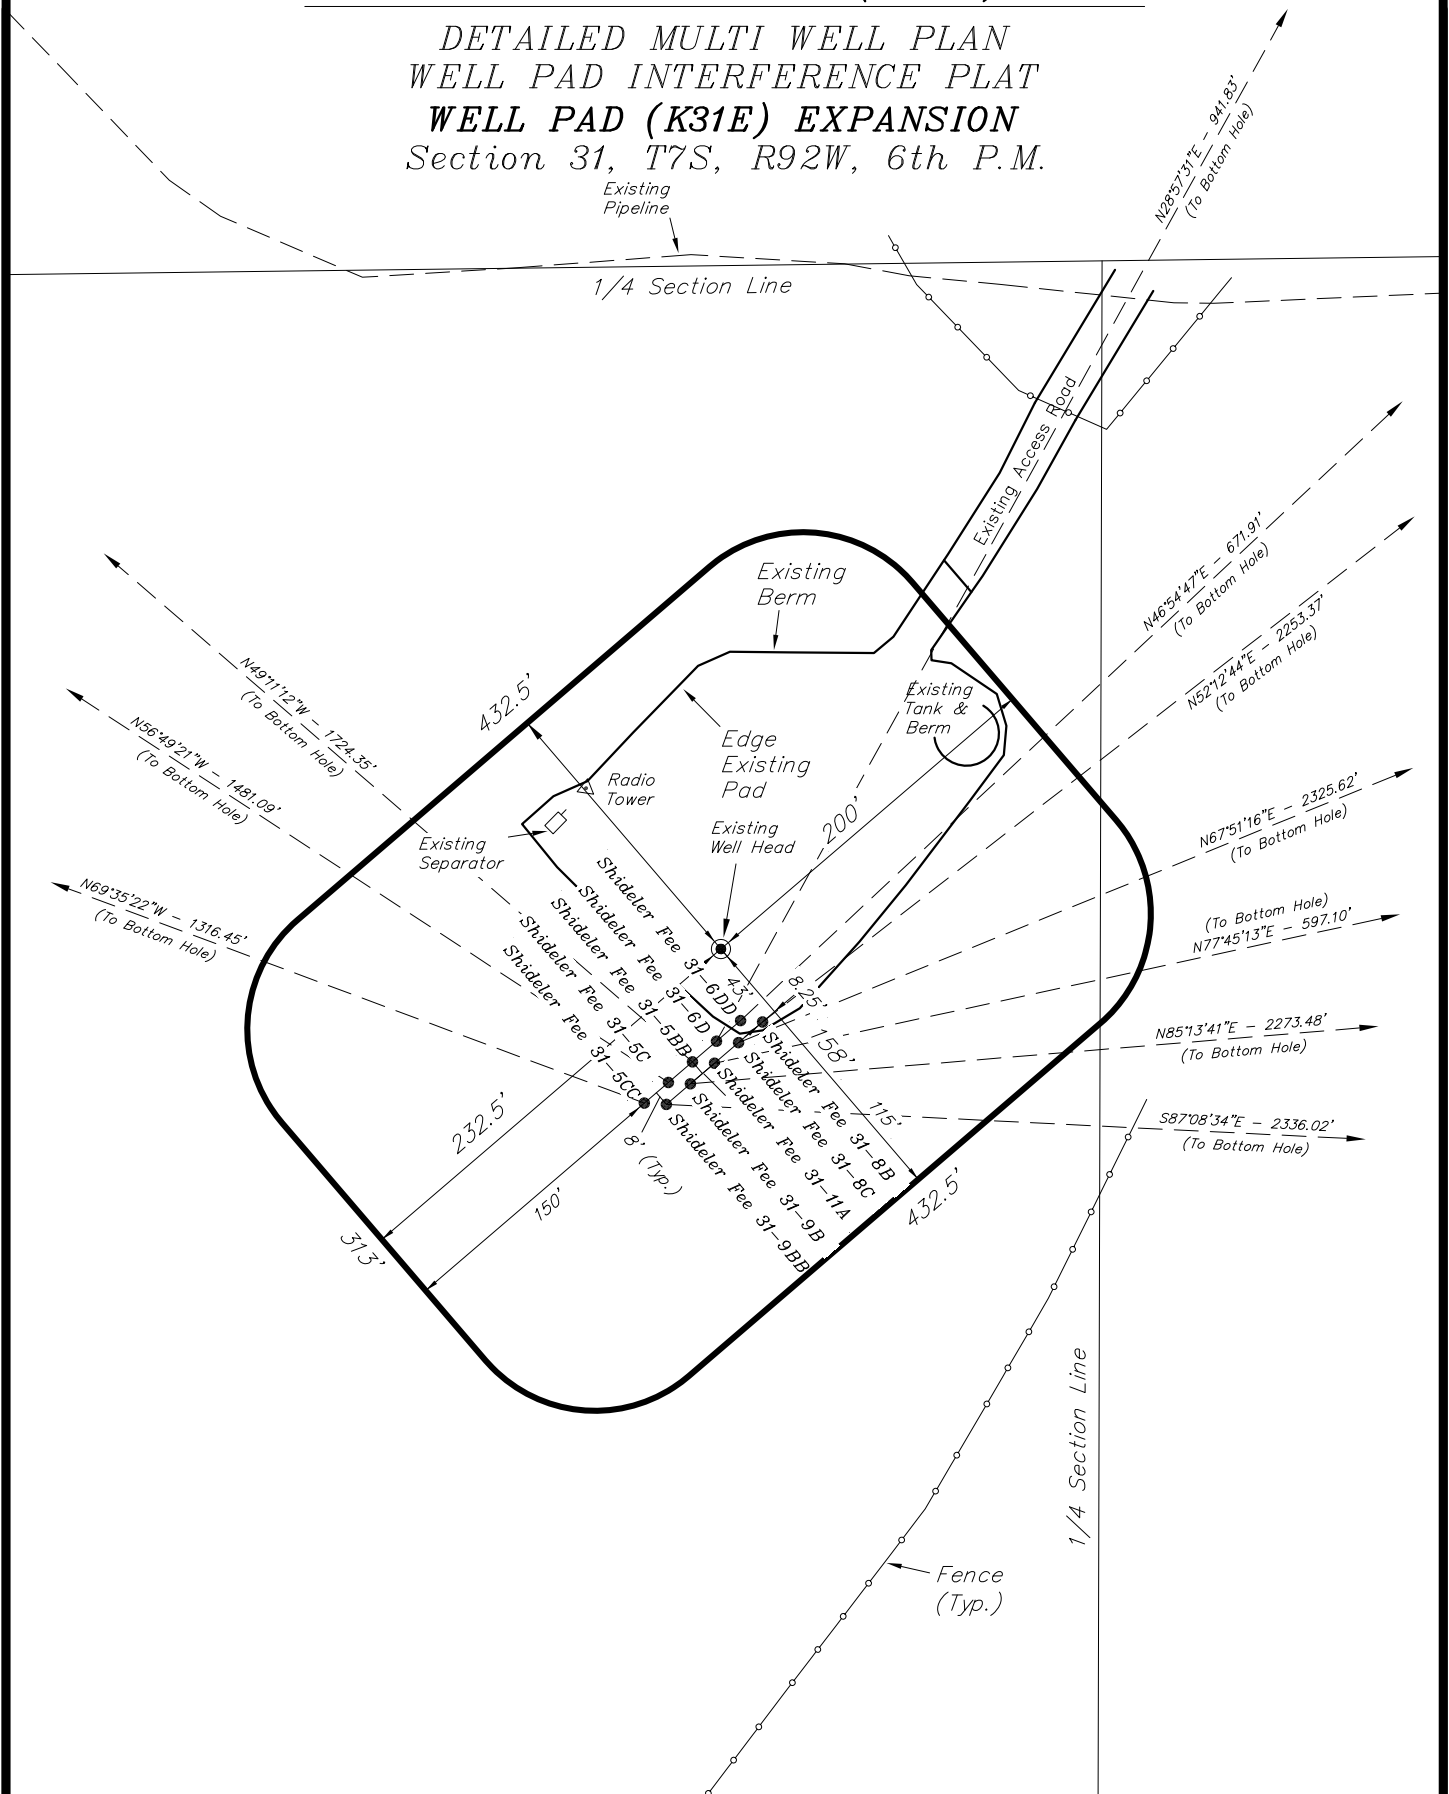 DETAILED MULTI WELL PLAN
WELL PAD INTERFERENCE PLAT
WELL PAD (K31E) EXPANSION
Section 31, T7S, R92W, 6th P.M.
Existing
Pipeline
1/4 Section Line
N28°57'31"E - 941.83'
(To Bottom Hole)
Existing Access Road
N46°54'47"E - 671.91'
(To Bottom Hole)
N52°12'44"E - 2253.37'
(To Bottom Hole)
Existing
Berm
432.5'
Existing
Tank &
Berm
N49°11'12"W - 1724.35'
(To Bottom Hole)
N56°49'21"W - 1481.09'
(To Bottom Hole)
Edge
Existing
Pad
Radio
Tower
200'
N67°51'16"E - 2325.62'
(To Bottom Hole)
Existing
Well Head
Existing
Separator
N69°35'22"W - 1316.45'
(To Bottom Hole)
(To Bottom Hole)
N77°45'13"E - 597.10'
Shideler Fee 31-6DD
Shideler Fee 31-6D
Shideler Fee 31-5BB
Shideler Fee 31-5C
Shideler Fee 31-5CC
43'
8.25'
158'
N85°13'41"E - 2273.48'
(To Bottom Hole)
115'
S87°08'34"E - 2336.02'
(To Bottom Hole)
Shideler Fee 31-8B
Shideler Fee 31-8C
Shideler Fee 31-11A
Shideler Fee 31-9B
Shideler Fee 31-9BB
232.5'
8' (Typ.)
150'
432.5'
313'
1/4 Section Line
Fence
(Typ.)